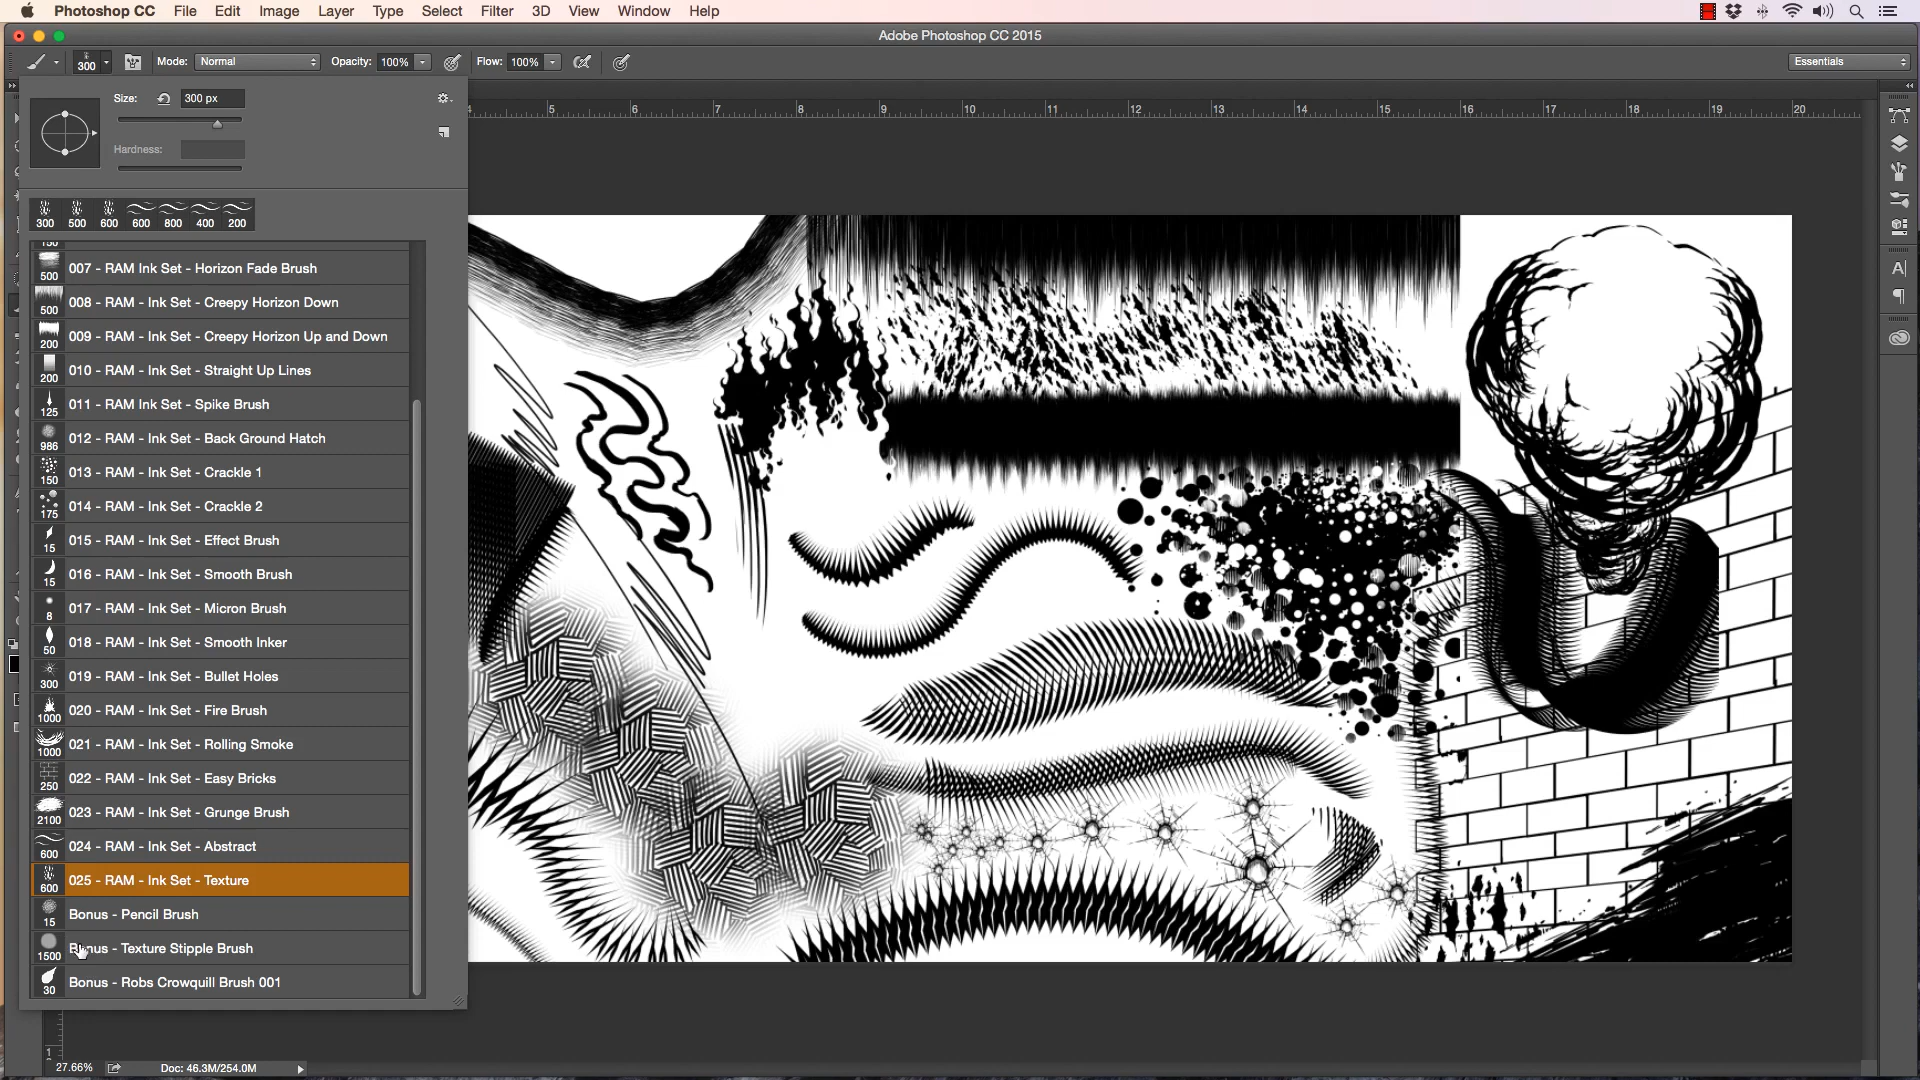 Photoshop CC File Edit Image Layer Type Select Filter 3D View Window Help
Adobe Photoshop CC 2015
300 Mode: Normal Opacity: 100% Flow: 100% Essentials
Size: 300 px
Hardness:
4 5 6 7 8 9 10 11 12 13 14 15 16 17 18 19 20
300 500 600 600 800 400 200
150
500 007 - RAM Ink Set - Horizon Fade Brush
500 008 - RAM - Ink Set - Creepy Horizon Down
200 009 - RAM - Ink Set - Creepy Horizon Up and Down
200 010 - RAM - Ink Set - Straight Up Lines
125 011 - RAM Ink Set - Spike Brush
986 012 - RAM - Ink Set - Back Ground Hatch
150 013 - RAM - Ink Set - Crackle 1
175 014 - RAM - Ink Set - Crackle 2
15 015 - RAM - Ink Set - Effect Brush
15 016 - RAM - Ink Set - Smooth Brush
8 017 - RAM - Ink Set - Micron Brush
50 018 - RAM - Ink Set - Smooth Inker
300 019 - RAM - Ink Set - Bullet Holes
1000 020 - RAM - Ink Set - Fire Brush
1000 021 - RAM - Ink Set - Rolling Smoke
250 022 - RAM - Ink Set - Easy Bricks
2100 023 - RAM - Ink Set - Grunge Brush
600 024 - RAM - Ink Set - Abstract
600 025 - RAM - Ink Set - Texture
15 Bonus - Pencil Brush
1500 Bonus - Texture Stipple Brush
30 Bonus - Robs Crowquill Brush 001
27.66% Doc: 46.3M/254.0M